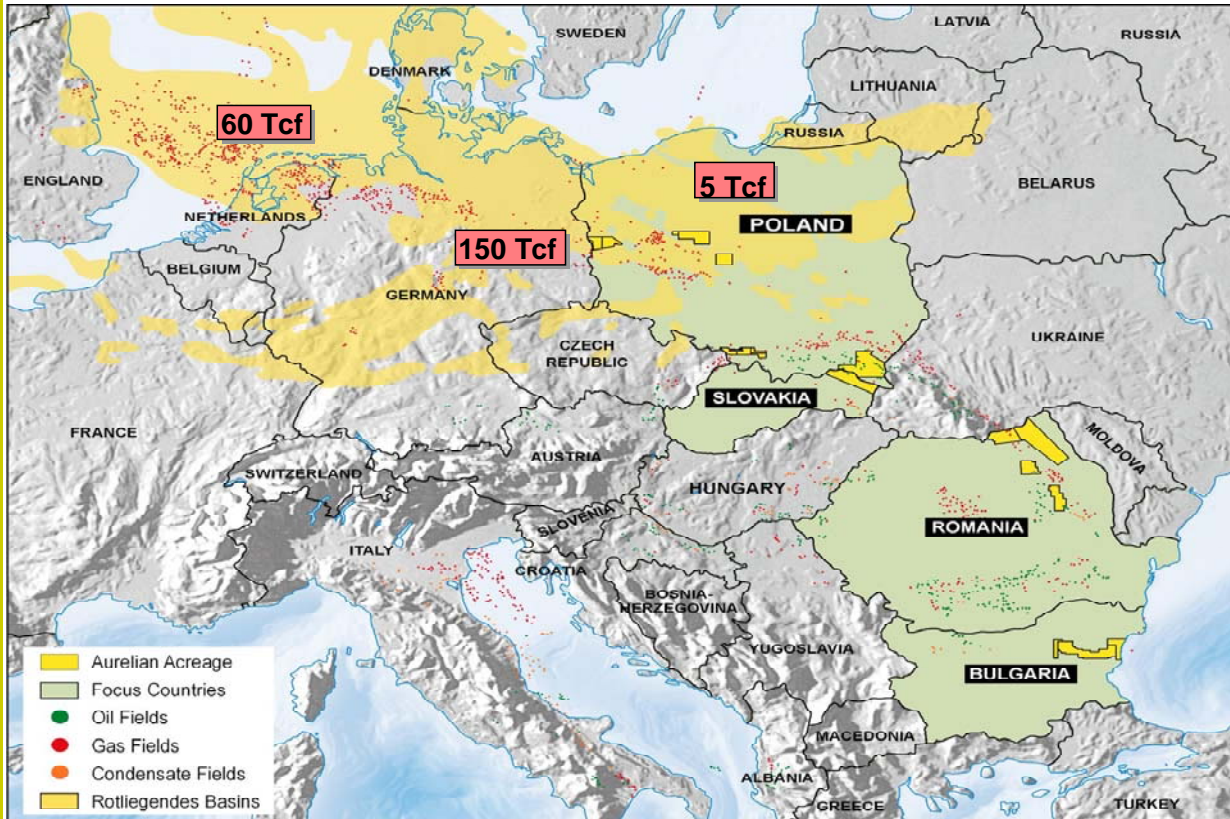 SWEDEN
LATVIA
RUSSIA
DENMARK
LITHUANIA
60 Tcf
RUSSIA
ENGLAND
5 Tcf
BELARUS
NETHERLANDS
POLAND
150 Tcf
BELGIUM
GERMANY
UKRAINE
CZECH
REPUBLIC
SLOVAKIA
FRANCE
MOLDOVA
AUSTRIA
SWITZERLAND
HUNGARY
SLOVENIA
ROMANIA
ITALY
CROATIA
BOSNIA-
HERZEGOVINA
YUGOSLAVIA
BULGARIA
MACEDONIA
ALBANIA
GREECE
TURKEY
Aurelian Acreage
Focus Countries
Oil Fields
Gas Fields
Condensate Fields
Rotliegendes Basins